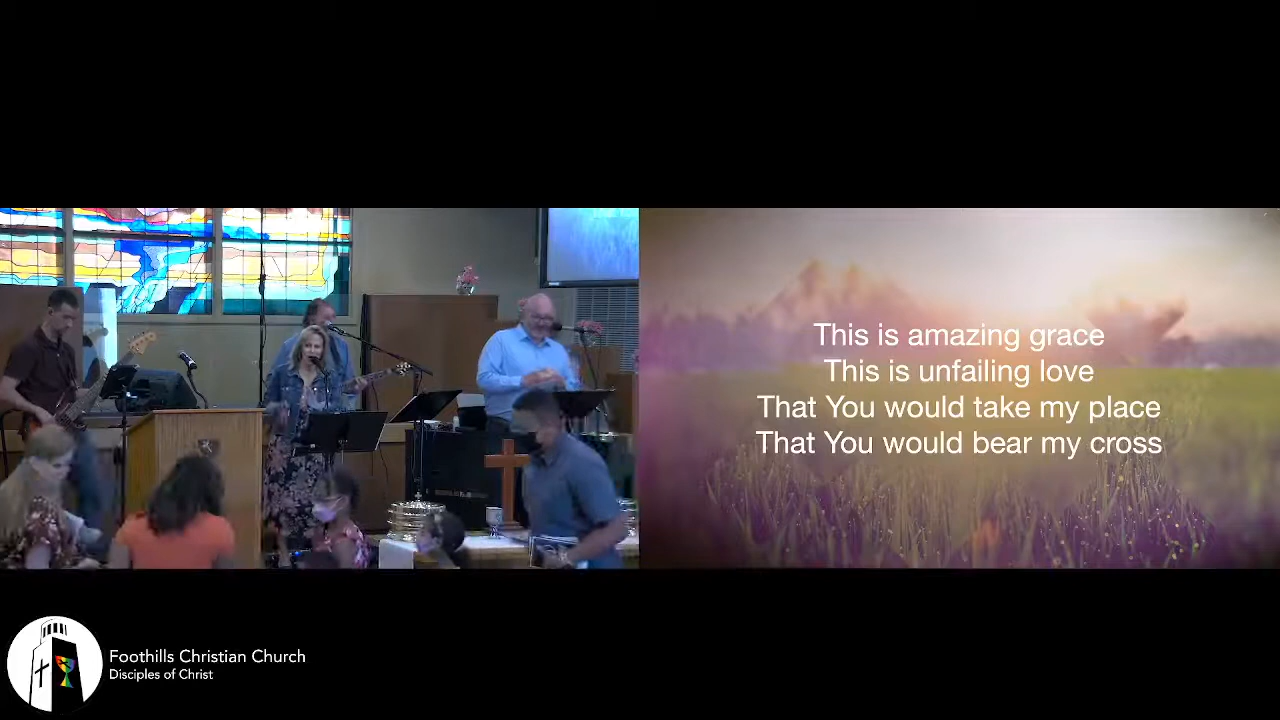 This is amazing grace
This is unfailing love
That You would take my place
That You would bear my cross
Foothills Christian Church
Disciples of Christ